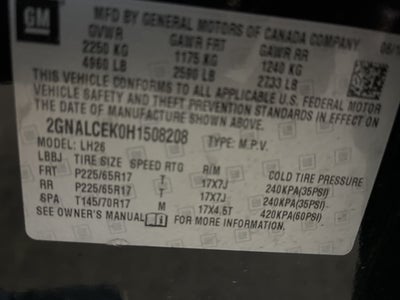 GM
MFD BY GENERAL MOTORS OF CANADA COMPANY
GVWR GAWR FRT GAWR RR
2250 KG 1175 KG 1240 KG
4960 LB 2590 LB 2733 LB
THIS VEHICLE CONFORMS TO ALL APPLICABLE U.S. FEDERAL MOTOR
VEHICLE SAFETY AND THEFT PREVENTION STANDARDS IN EFFECT ON
THE DATE OF MANUFACTURE SHOWN ABOVE.
2GNALCEK0H1508208 TYPE: M.P.V.
MODEL: LH26
LBBJ TIRE SIZE SPEED RTG RIM COLD TIRE PRESSURE
FRT P225/65R17 T 17X7J 240KPA(35PSI)
RR P225/65R17 T 17X7J 240KPA(35PSI)
SPA T145/70R17 M 17X4.5T 420KPA(60PSI)
SEE OWNER'S MANUAL FOR MORE INFORMATION.